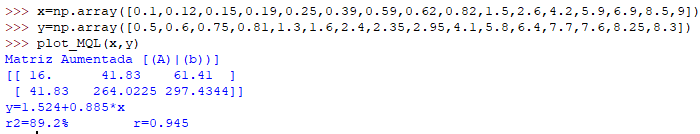 >>> x=np.array([0.1,0.12,0.15,0.19,0.25,0.39,0.59,0.62,0.82,1.5,2.6,4.2,5.9,6.9,8.5,9])
>>> y=np.array([0.5,0.6,0.75,0.81,1.3,1.6,2.4,2.35,2.95,4.1,5.8,6.4,7.7,7.6,8.25,8.3])
>>> plot_MQL(x,y)
Matriz Aumentada [(A)|(b))]
[[ 16. 41.83 61.41 ]
[ 41.83 264.0225 297.4344]]
y=1.524+0.885*x
r2=89.2% r=0.945